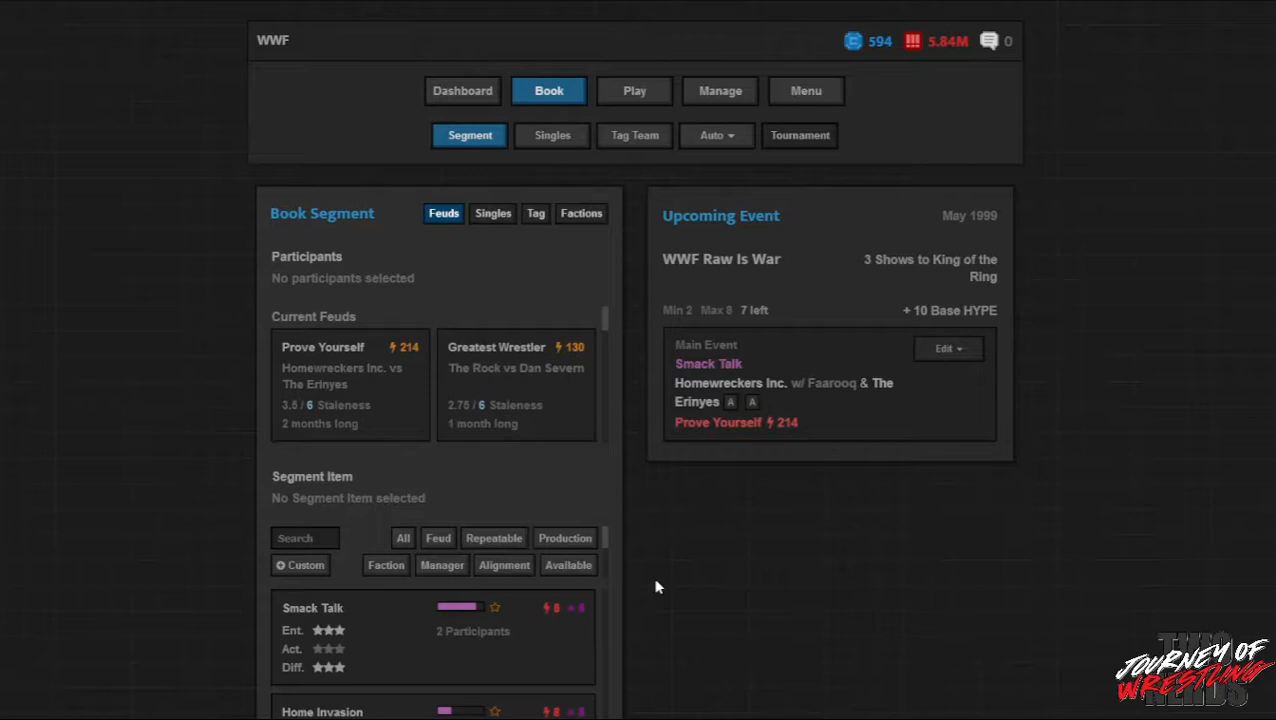 WWF
594 5.84M 0
Dashboard Book Play Manage Menu
Segment Singles Tag Team Auto Tournament
Book Segment Feuds Singles Tag Factions
Participants
No participants selected
Current Feuds
Prove Yourself 214
Homewreckers Inc. vs
The Erinyes
3.5 / 6 Staleness
2 months long
Greatest Wrestler 130
The Rock vs Dan Severn
2.75 / 6 Staleness
1 month long
Segment Item
No Segment Item selected
Search All Feud Repeatable Production
Custom Faction Manager Alignment Available
Smack Talk 8 6
Ent. 2 Participants
Act.
Diff.
Home Invasion 8
Upcoming Event May 1999
WWF Raw Is War 3 Shows to King of the
Ring
Min 2 Max 8 7 left + 10 Base HYPE
Main Event Edit
Smack Talk
Homewreckers Inc. w/ Faarooq & The
Erinyes A A
Prove Yourself 214
JOURNEY OF
WRESTLING